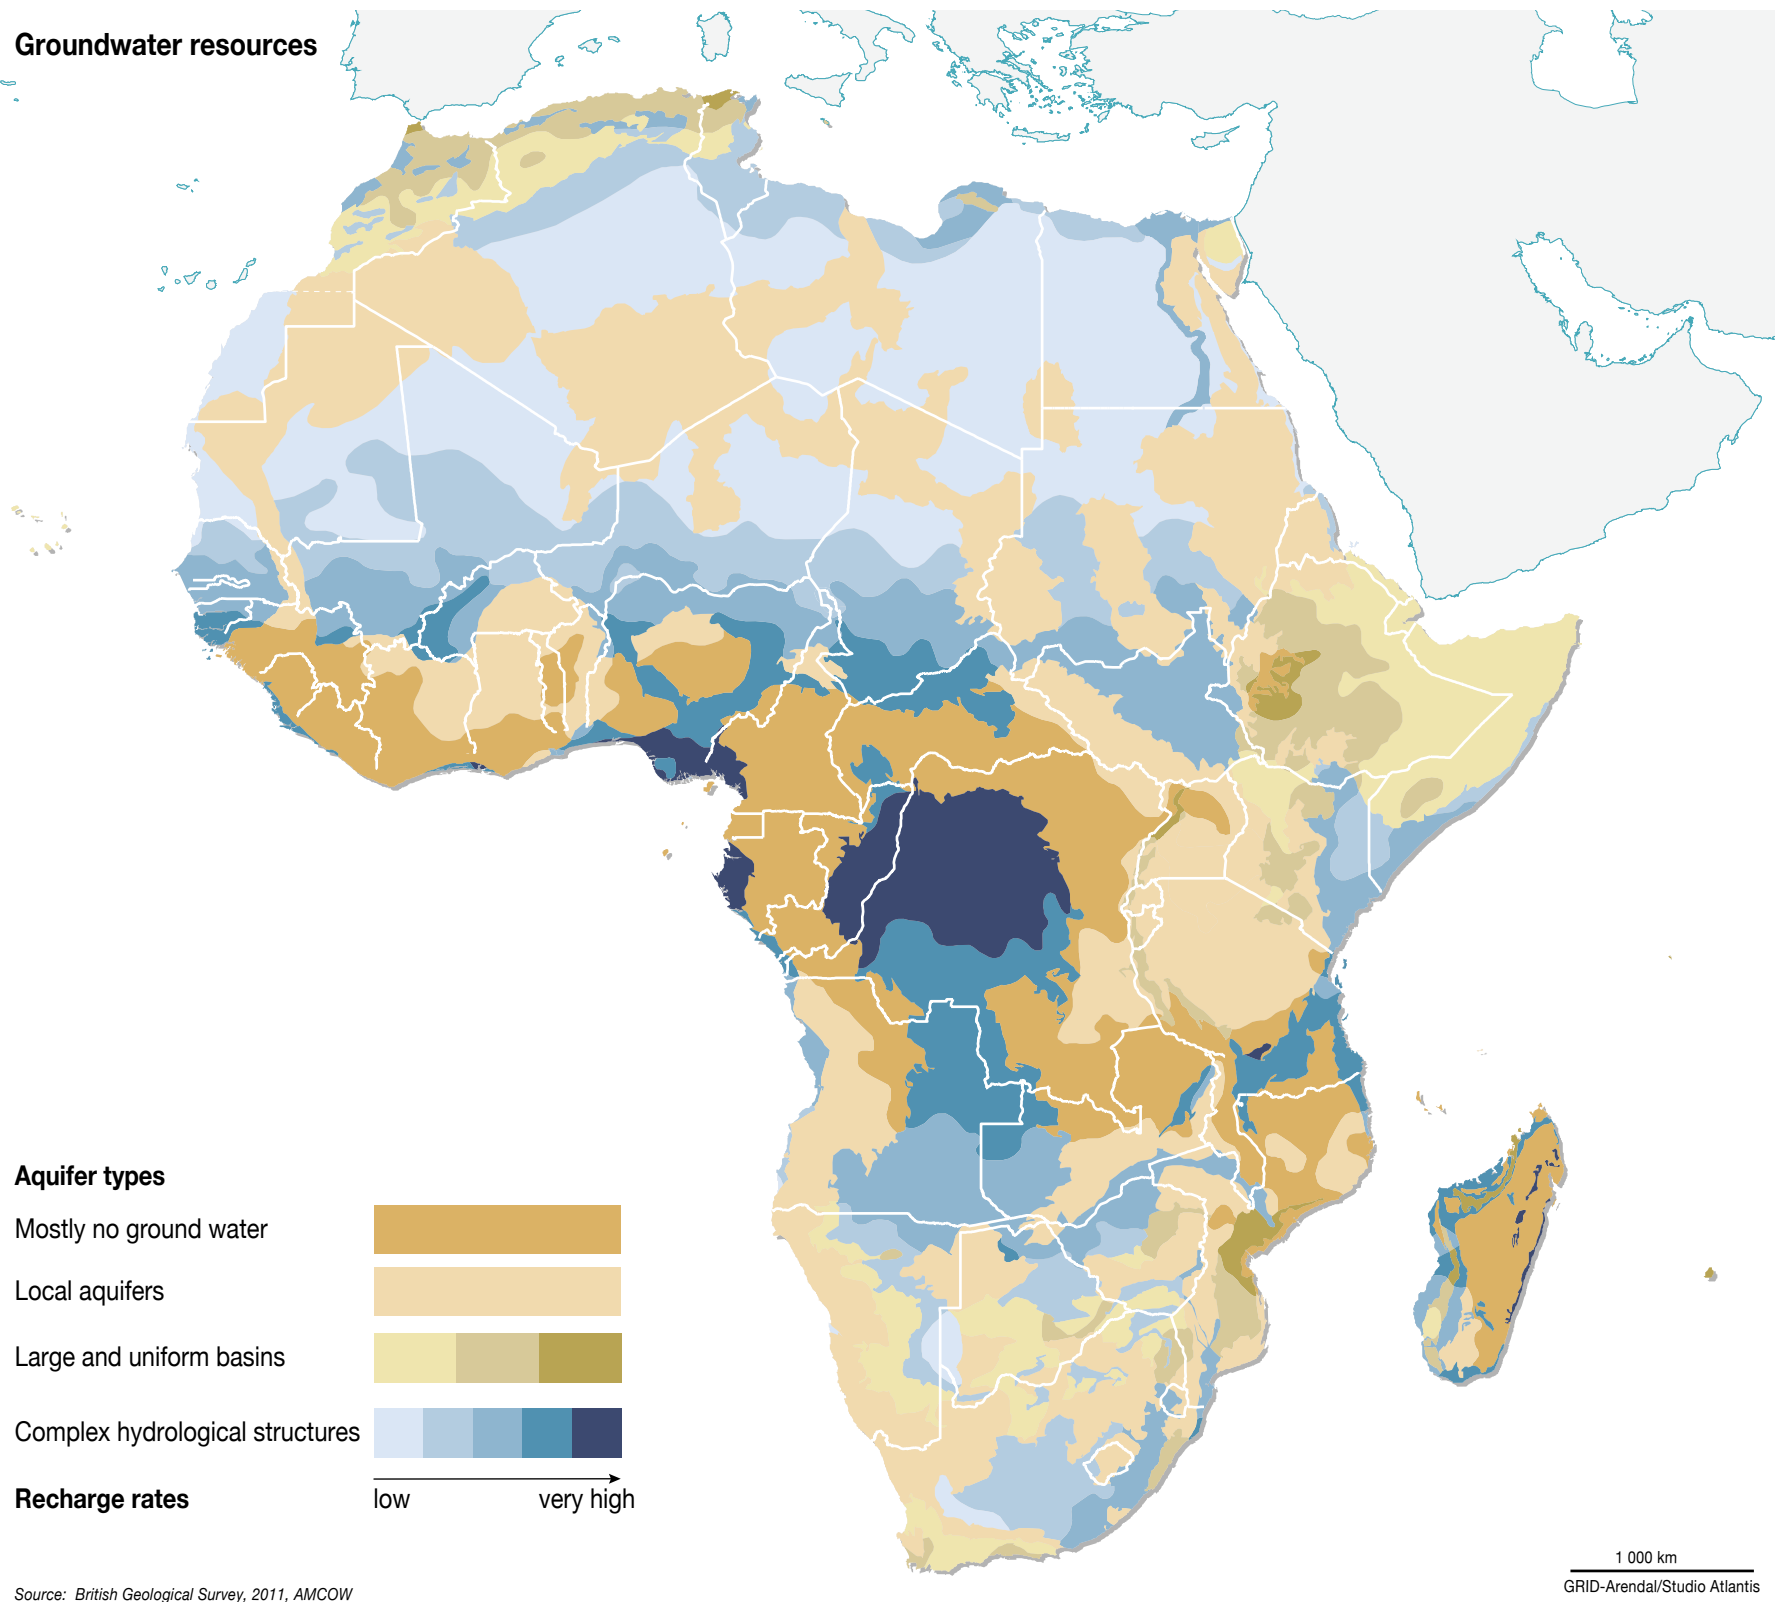 Groundwater resources
Aquifer types
Mostly no ground water
Local aquifers
Large and uniform basins
Complex hydrological structures
Recharge rates
low
very high
1 000 km
GRID-Arendal/Studio Atlantis
Source: British Geological Survey, 2011, AMCOW